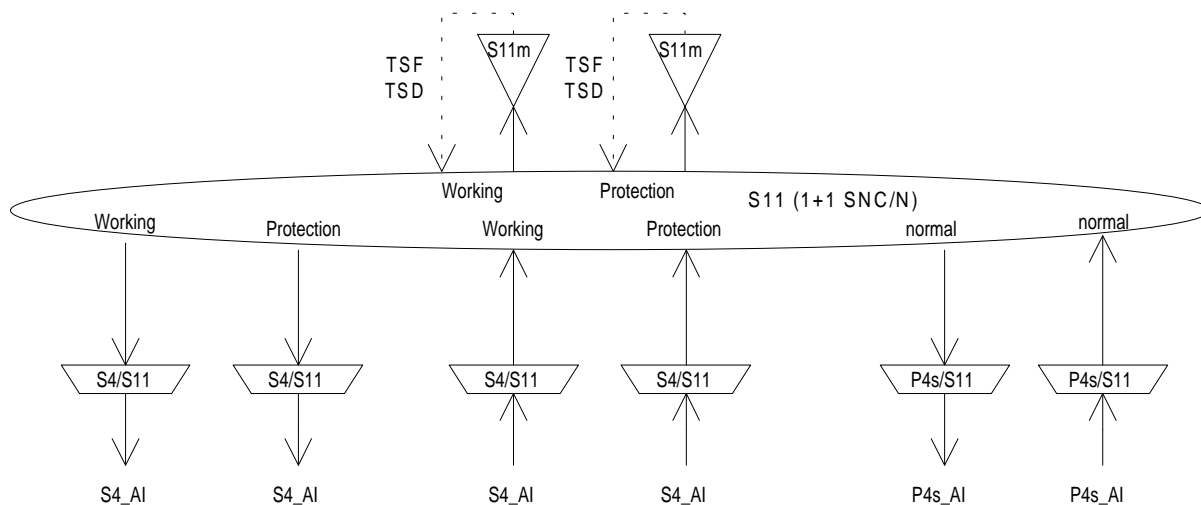 S11m S11m
TSF TSF
TSD TSD
Working Protection S11 (1+1 SNC/N)
Working Protection Working Protection normal normal
S4/S11 S4/S11 S4/S11 S4/S11 P4s/S11 P4s/S11
S4_AI S4_AI S4_AI S4_AI P4s_AI P4s_AI